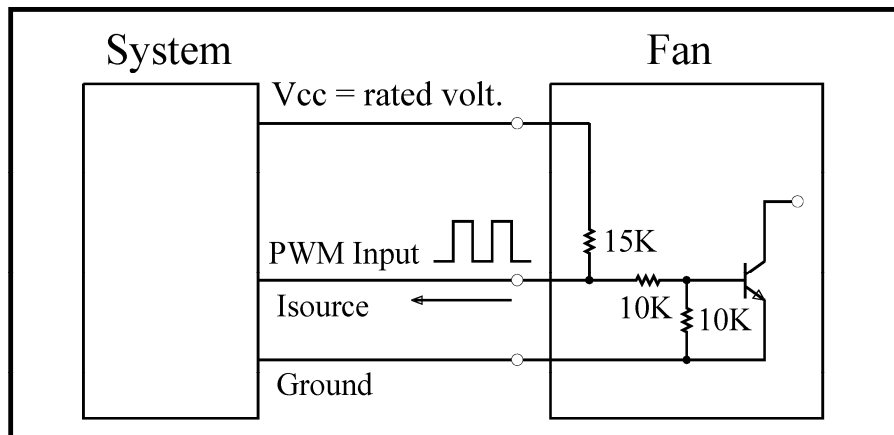 System
Fan
Vcc = rated volt.
15K
PWM Input
Isource
10K
10K
Ground